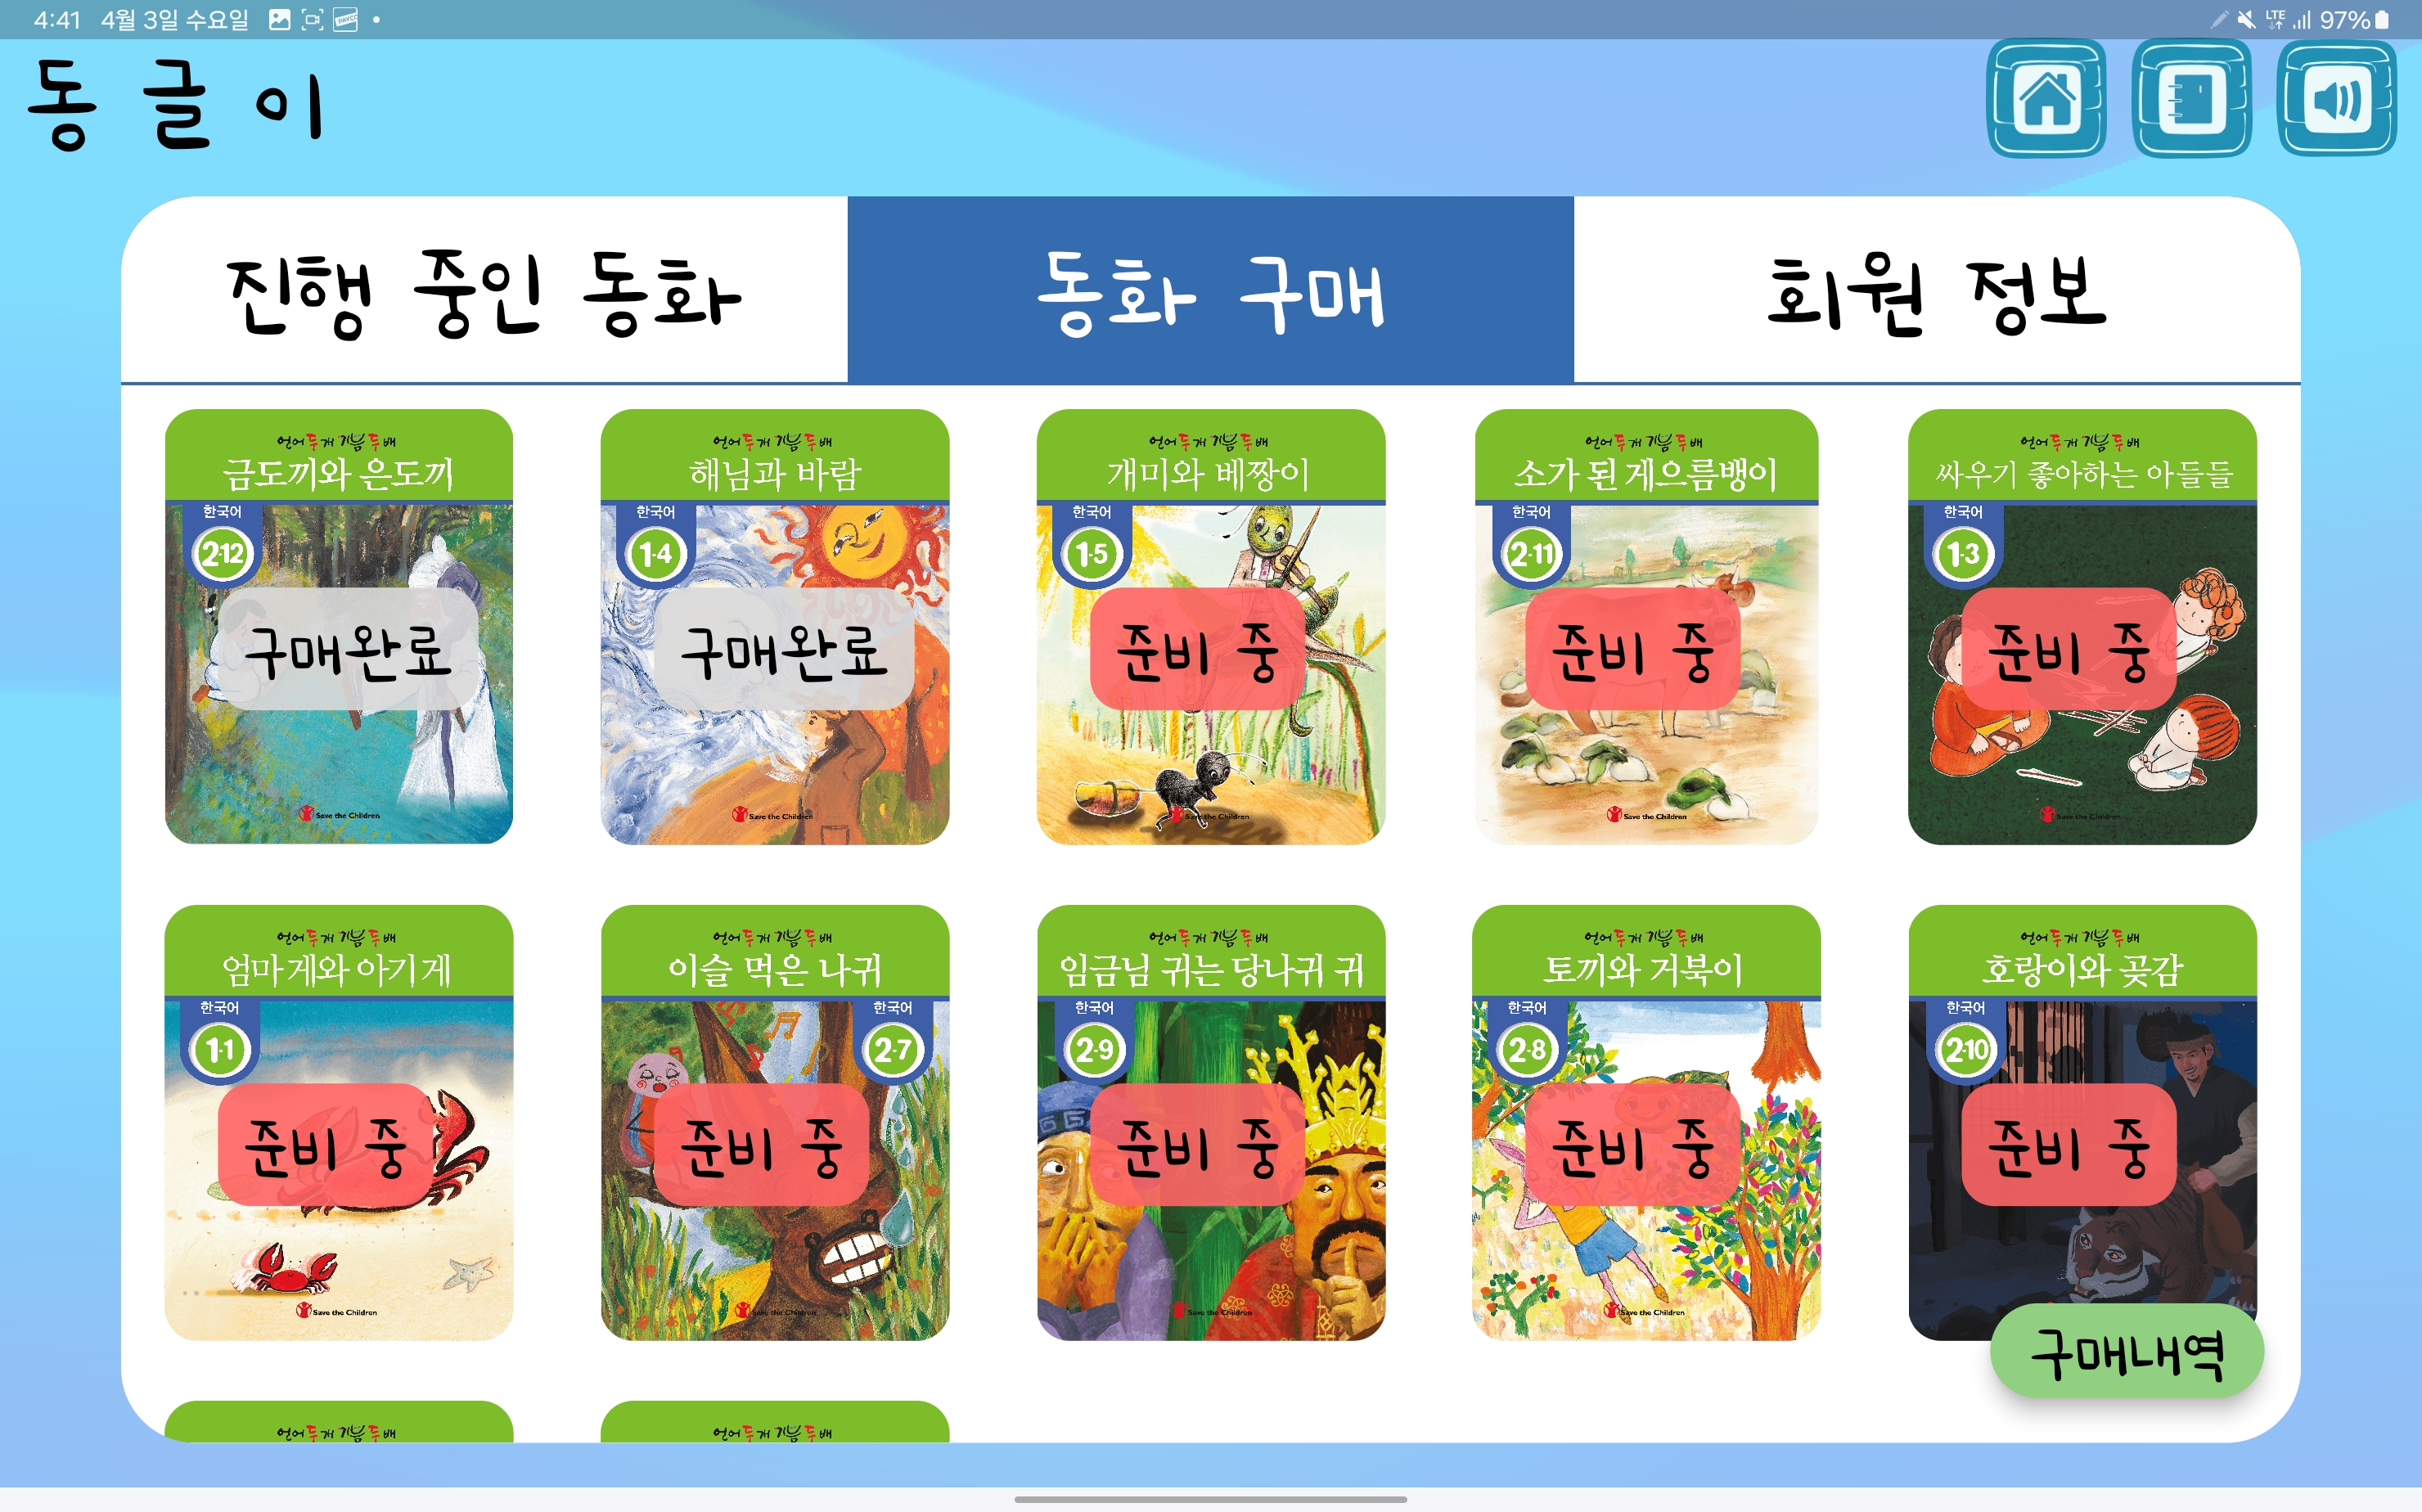 4:41 4월 3일 수요일
LTE 97%
동글이
진행 중인 동화
동화 구매
회원 정보
언어 두개 기쁨 두배
금도끼와 은도끼
한국어
2·12
구매완료
Save the Children
언어 두개 기쁨 두배
해님과 바람
한국어
1·4
구매완료
Save the Children
언어 두개 기쁨 두배
개미와 베짱이
한국어
1·5
준비 중
Save the Children
언어 두개 기쁨 두배
소가 된 게으름뱅이
한국어
2·11
준비 중
Save the Children
언어 두개 기쁨 두배
싸우기 좋아하는 아들들
한국어
1·3
준비 중
Save the Children
언어 두개 기쁨 두배
엄마 게와 아기 게
한국어
1·1
준비 중
Save the Children
언어 두개 기쁨 두배
이슬 먹은 나귀
한국어
2·7
준비 중
Save the Children
언어 두개 기쁨 두배
임금님 귀는 당나귀 귀
한국어
2·9
준비 중
Save the Children
언어 두개 기쁨 두배
토끼와 거북이
한국어
2·8
준비 중
Save the Children
언어 두개 기쁨 두배
호랑이와 곶감
한국어
2·10
준비 중
구매내역
언어 두개 기쁨 두배
언어 두개 기쁨 두배